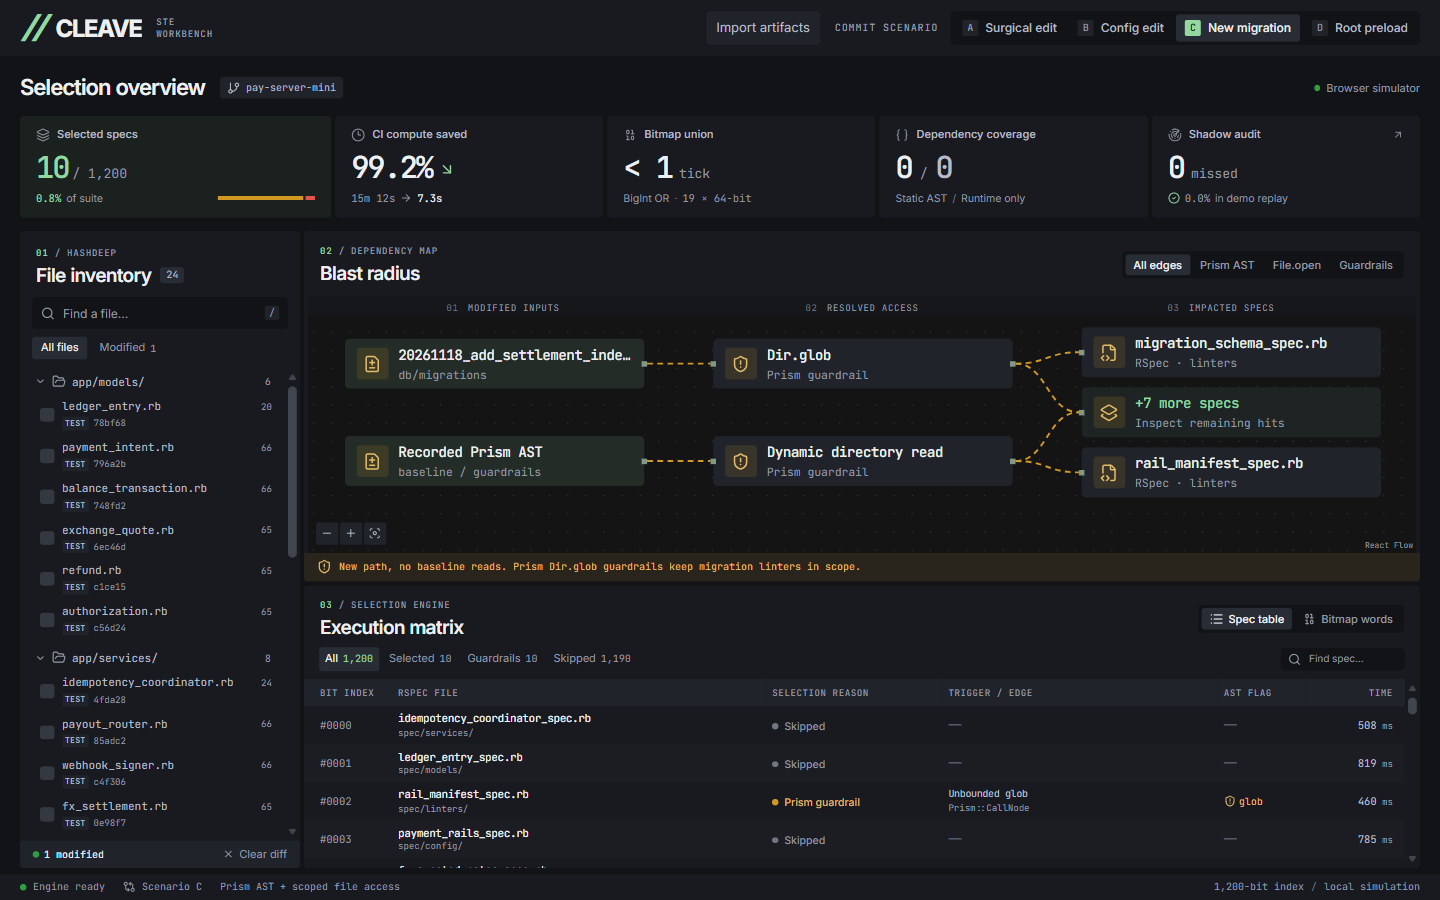 CLEAVE
STE
WORKBENCH
Import artifacts
COMMIT SCENARIO
A Surgical edit
B Config edit
C New migration
D Root preload
Selection overview
pay-server-mini
Browser simulator
Selected specs
10 / 1,200
0.8% of suite
CI compute saved
99.2%
15m 12s → 7.3s
Bitmap union
< 1 tick
BigInt OR · 19 × 64-bit
Dependency coverage
0 / 0
Static AST / Runtime only
Shadow audit
0 missed
0.0% in demo replay
01 / HASHDEEP
File inventory 24
Find a file... /
All files
Modified 1
app/models/ 6
ledger_entry.rb 20
TEST 78bf68
payment_intent.rb 66
TEST 796a2b
balance_transaction.rb 66
TEST 748fd2
exchange_quote.rb 65
TEST 6ec46d
refund.rb 65
TEST c1ce15
authorization.rb 65
TEST c56d24
app/services/ 8
idempotency_coordinator.rb 24
TEST 4fda28
payout_router.rb 66
TEST 85adc2
webhook_signer.rb 66
TEST c4f306
fx_settlement.rb 65
TEST 0e98f7
1 modified
Clear diff
02 / DEPENDENCY MAP
Blast radius
All edges
Prism AST
File.open
Guardrails
01 MODIFIED INPUTS
02 RESOLVED ACCESS
03 IMPACTED SPECS
20261118_add_settlement_inde…
db/migrations
Recorded Prism AST
baseline / guardrails
Dir.glob
Prism guardrail
Dynamic directory read
Prism guardrail
migration_schema_spec.rb
RSpec · linters
+7 more specs
Inspect remaining hits
rail_manifest_spec.rb
RSpec · linters
React Flow
New path, no baseline reads. Prism Dir.glob guardrails keep migration linters in scope.
03 / SELECTION ENGINE
Execution matrix
Spec table
Bitmap words
All 1,200
Selected 10
Guardrails 10
Skipped 1,190
Find spec...
BIT INDEX RSPEC FILE SELECTION REASON TRIGGER / EDGE AST FLAG TIME
#0000 idempotency_coordinator_spec.rb Skipped — — 508 ms
spec/services/
#0001 ledger_entry_spec.rb Skipped — — 819 ms
spec/models/
#0002 rail_manifest_spec.rb Prism guardrail Unbounded glob glob 460 ms
spec/linters/ Prism::CallNode
#0003 payment_rails_spec.rb Skipped — — 785 ms
spec/config/
Engine ready
Scenario C
Prism AST + scoped file access
1,200-bit index / local simulation